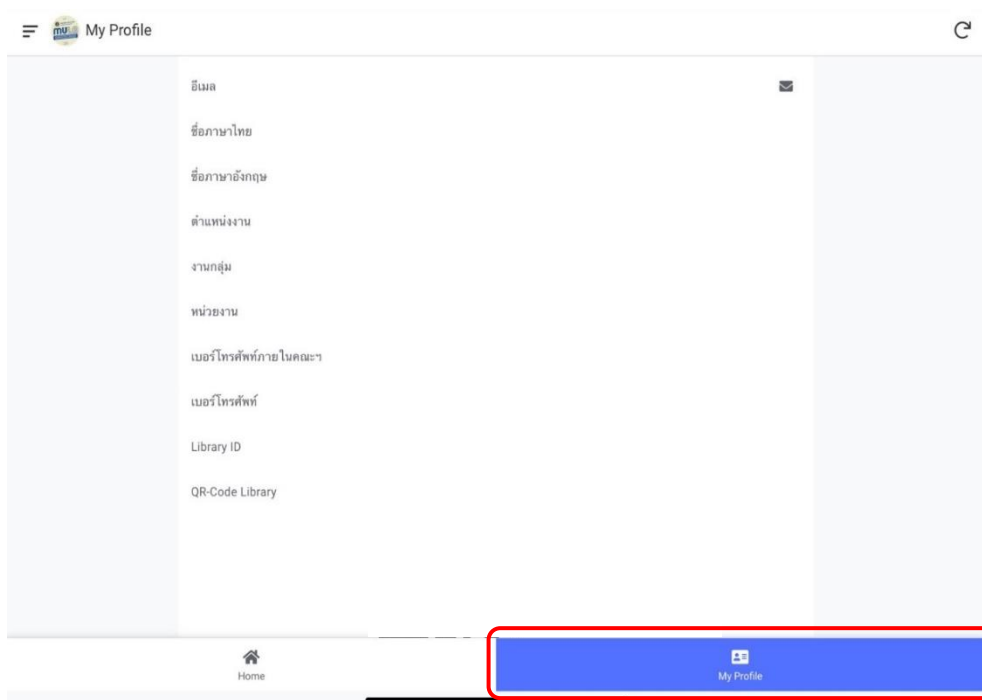 My Profile
อีเมล
ชื่อภาษาไทย
ชื่อภาษาอังกฤษ
ตำแหน่งงาน
งานกลุ่ม
หน่วยงาน
เบอร์โทรศัพท์ภายในคณะฯ
เบอร์โทรศัพท์
Library ID
QR-Code Library
Home
My Profile